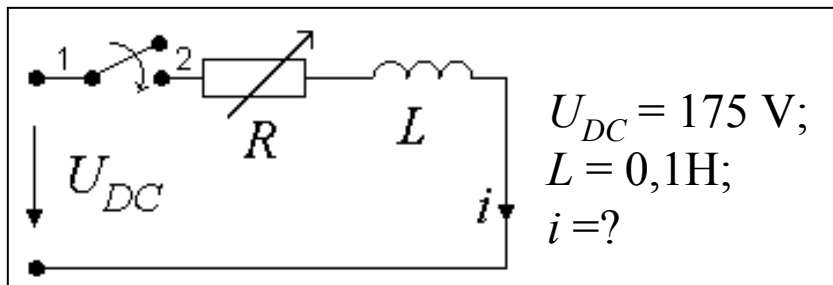 1
2
R
L
U_DC
i
U_DC = 175 V;
L = 0,1H;
i =?